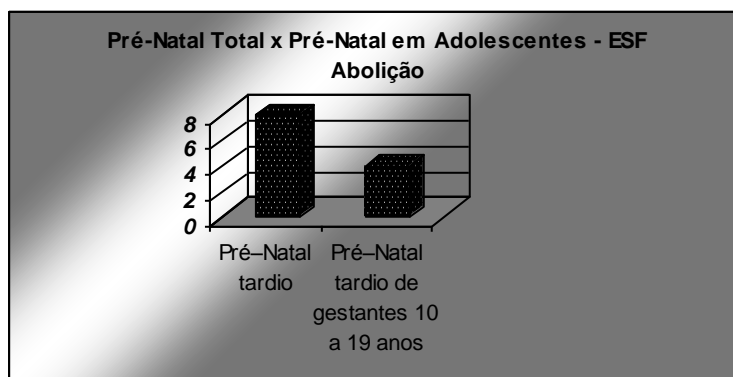 Pré-Natal Total x Pré-Natal em Adolescentes - ESF
Abolição
8
6
4
2
0
Pré–Natal
tardio
Pré–Natal
tardio de
gestantes 10
a 19 anos